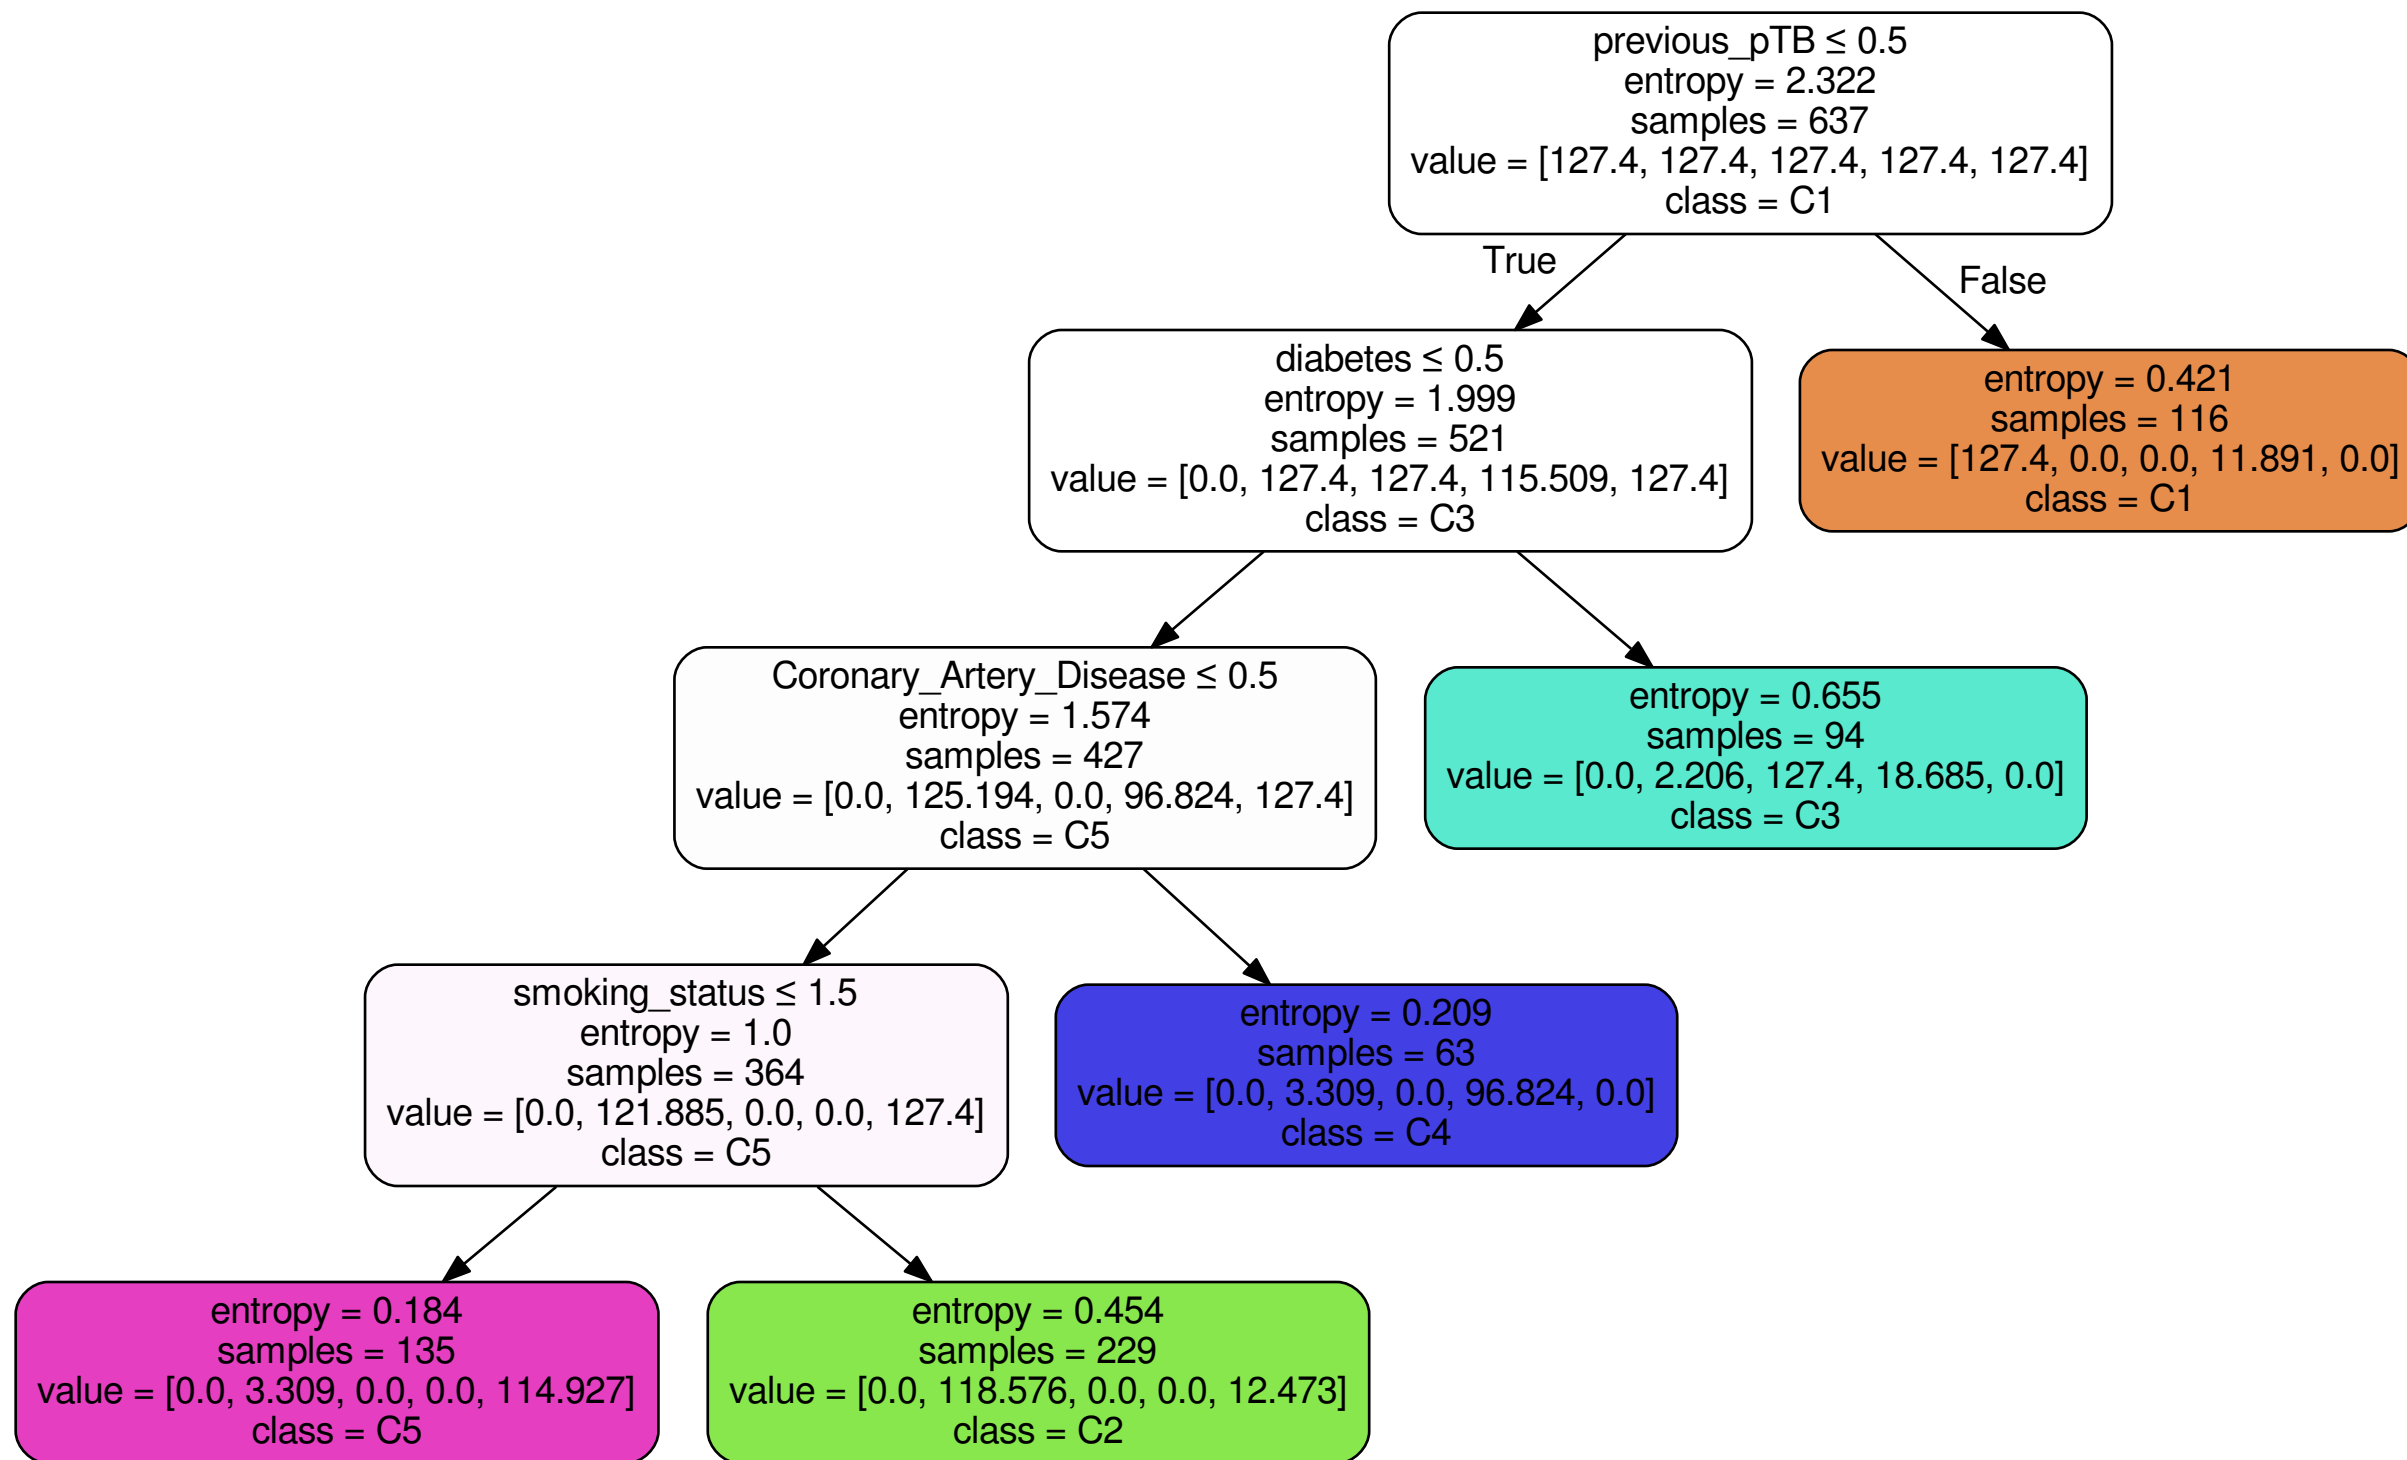 previous_pTB ≤ 0.5
entropy = 2.322
samples = 637
value = [127.4, 127.4, 127.4, 127.4, 127.4]
class = C1
True
False
diabetes ≤ 0.5
entropy = 1.999
samples = 521
value = [0.0, 127.4, 127.4, 115.509, 127.4]
class = C3
entropy = 0.421
samples = 116
value = [127.4, 0.0, 0.0, 11.891, 0.0]
class = C1
Coronary_Artery_Disease ≤ 0.5
entropy = 1.574
samples = 427
value = [0.0, 125.194, 0.0, 96.824, 127.4]
class = C5
entropy = 0.655
samples = 94
value = [0.0, 2.206, 127.4, 18.685, 0.0]
class = C3
smoking_status ≤ 1.5
entropy = 1.0
samples = 364
value = [0.0, 121.885, 0.0, 0.0, 127.4]
class = C5
entropy = 0.209
samples = 63
value = [0.0, 3.309, 0.0, 96.824, 0.0]
class = C4
entropy = 0.184
samples = 135
value = [0.0, 3.309, 0.0, 0.0, 114.927]
class = C5
entropy = 0.454
samples = 229
value = [0.0, 118.576, 0.0, 0.0, 12.473]
class = C2